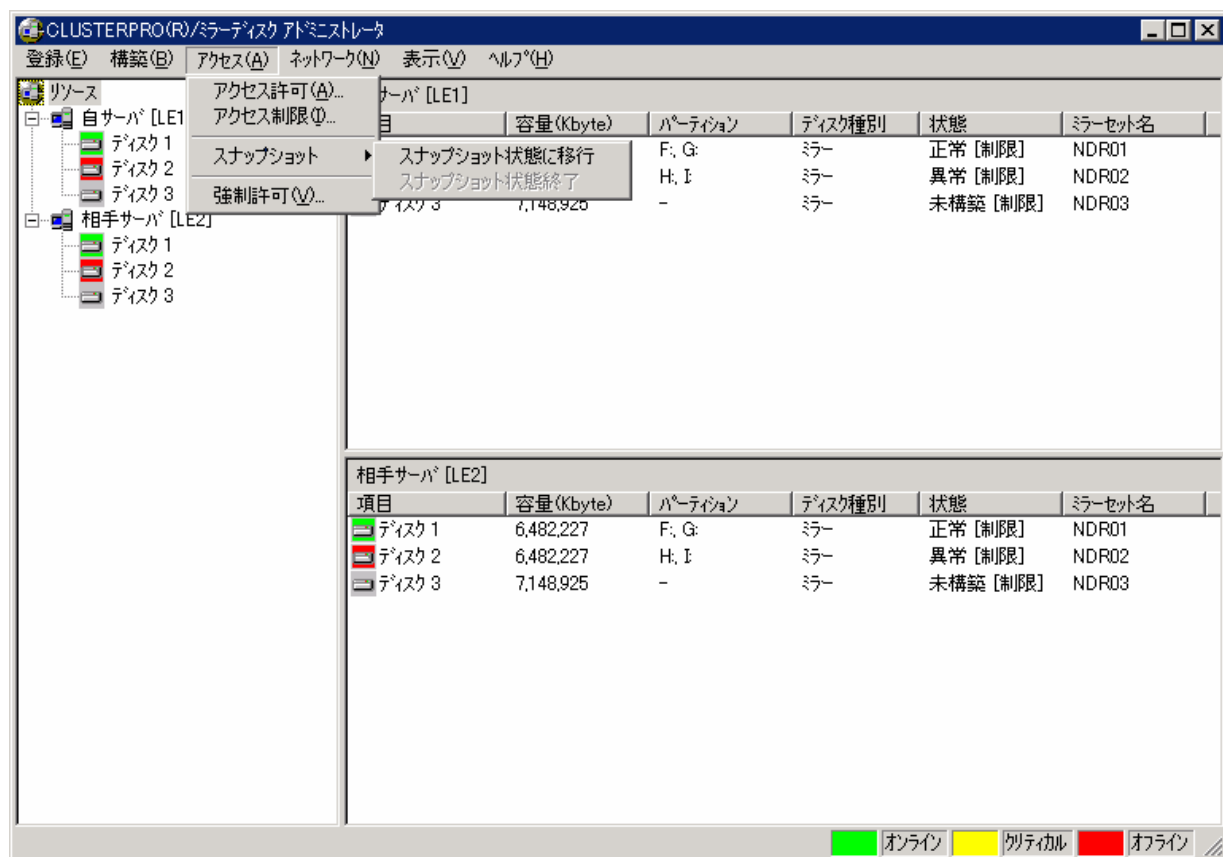 CLUSTERPRO(R)/ミラーディスク アドミニストレータ
登録(E) 構築(B) アクセス(A) ネットワーク(N) 表示(V) ヘルプ(H)
リソース
自サーバ [LE1
ディスク 1
ディスク 2
ディスク 3
相手サーバ [LE2]
ディスク 1
ディスク 2
ディスク 3
アクセス許可(A)...
アクセス制限(I)...
スナップショット
強制許可(V)...
スナップショット状態に移行
スナップショット状態終了
サーバ [LE1]
目 容量(Kbyte) パーティション ディスク種別 状態 ミラーセット名
F:, G: ミラー 正常 [制限] NDR01
H:, I: ミラー 異常 [制限] NDR02
ディスク 3 7,148,925 - ミラー 未構築 [制限] NDR03
相手サーバ [LE2]
項目 容量(Kbyte) パーティション ディスク種別 状態 ミラーセット名
ディスク 1 6,482,227 F:, G: ミラー 正常 [制限] NDR01
ディスク 2 6,482,227 H:, I: ミラー 異常 [制限] NDR02
ディスク 3 7,148,925 - ミラー 未構築 [制限] NDR03
オンライン クリティカル オフライン